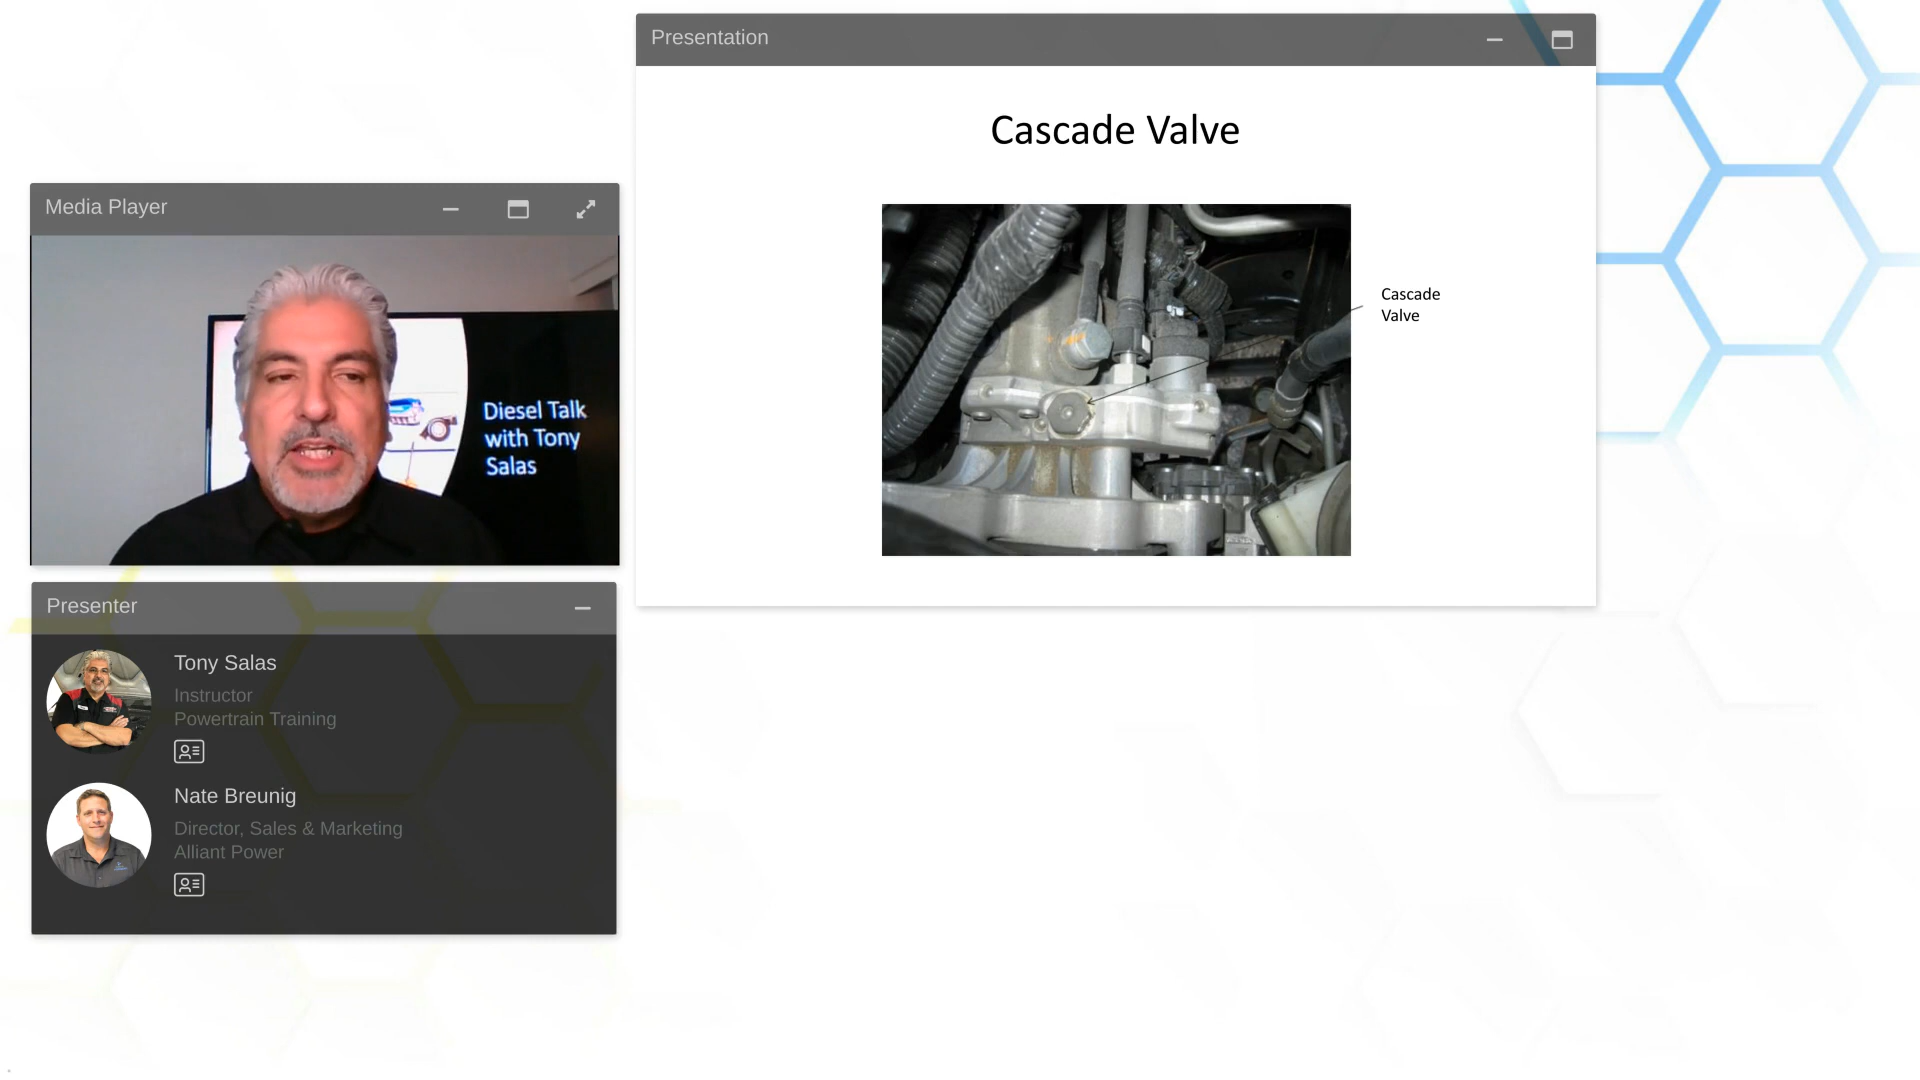 Presentation
Cascade Valve
Cascade
Valve
Media Player
Diesel Talk
with Tony
Salas
Presenter
Tony Salas
Instructor
Powertrain Training
Nate Breunig
Director, Sales & Marketing
Alliant Power